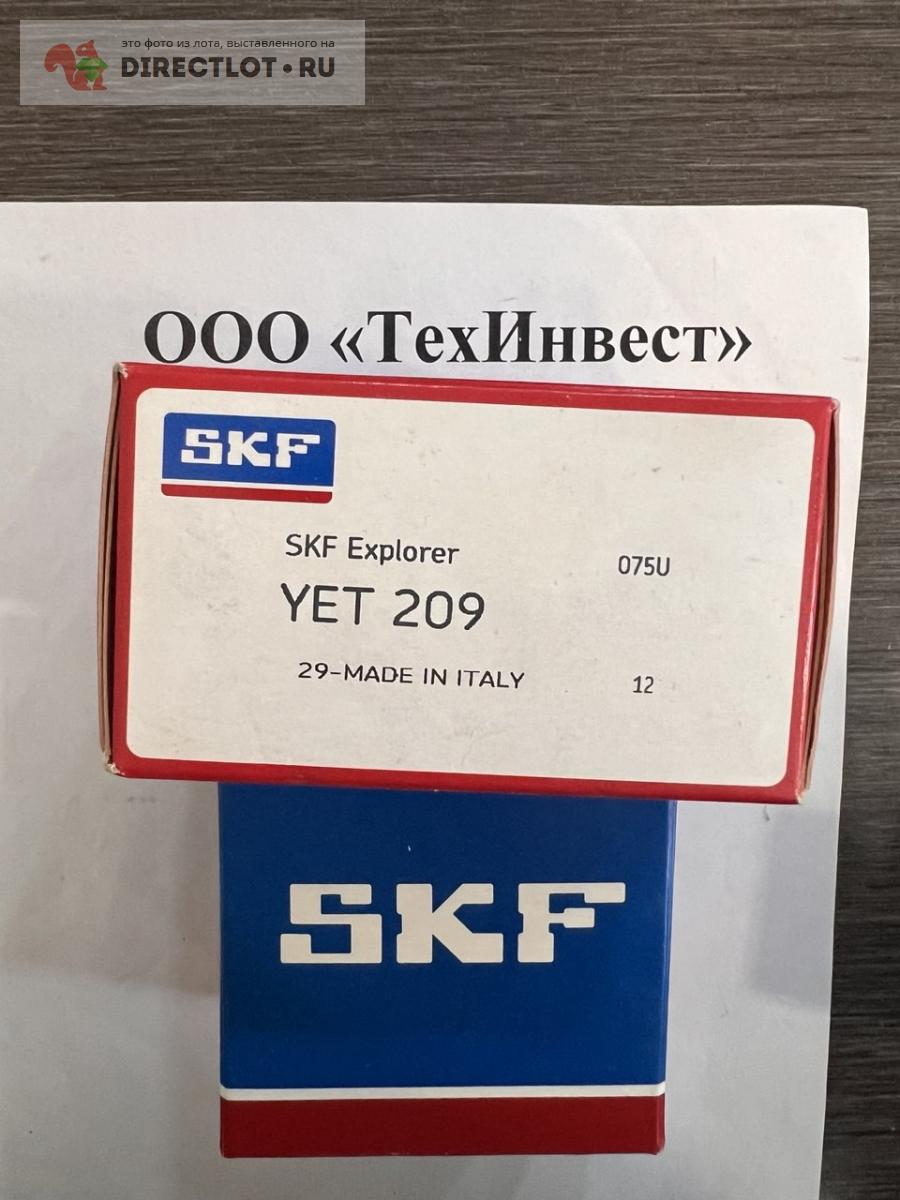 это фото из лота, выставленного на
DIRECTLOT•RU
ООО «ТехИнвест»
SKF
SKF Explorer 075U
YET 209
29-MADE IN ITALY 12
SKF